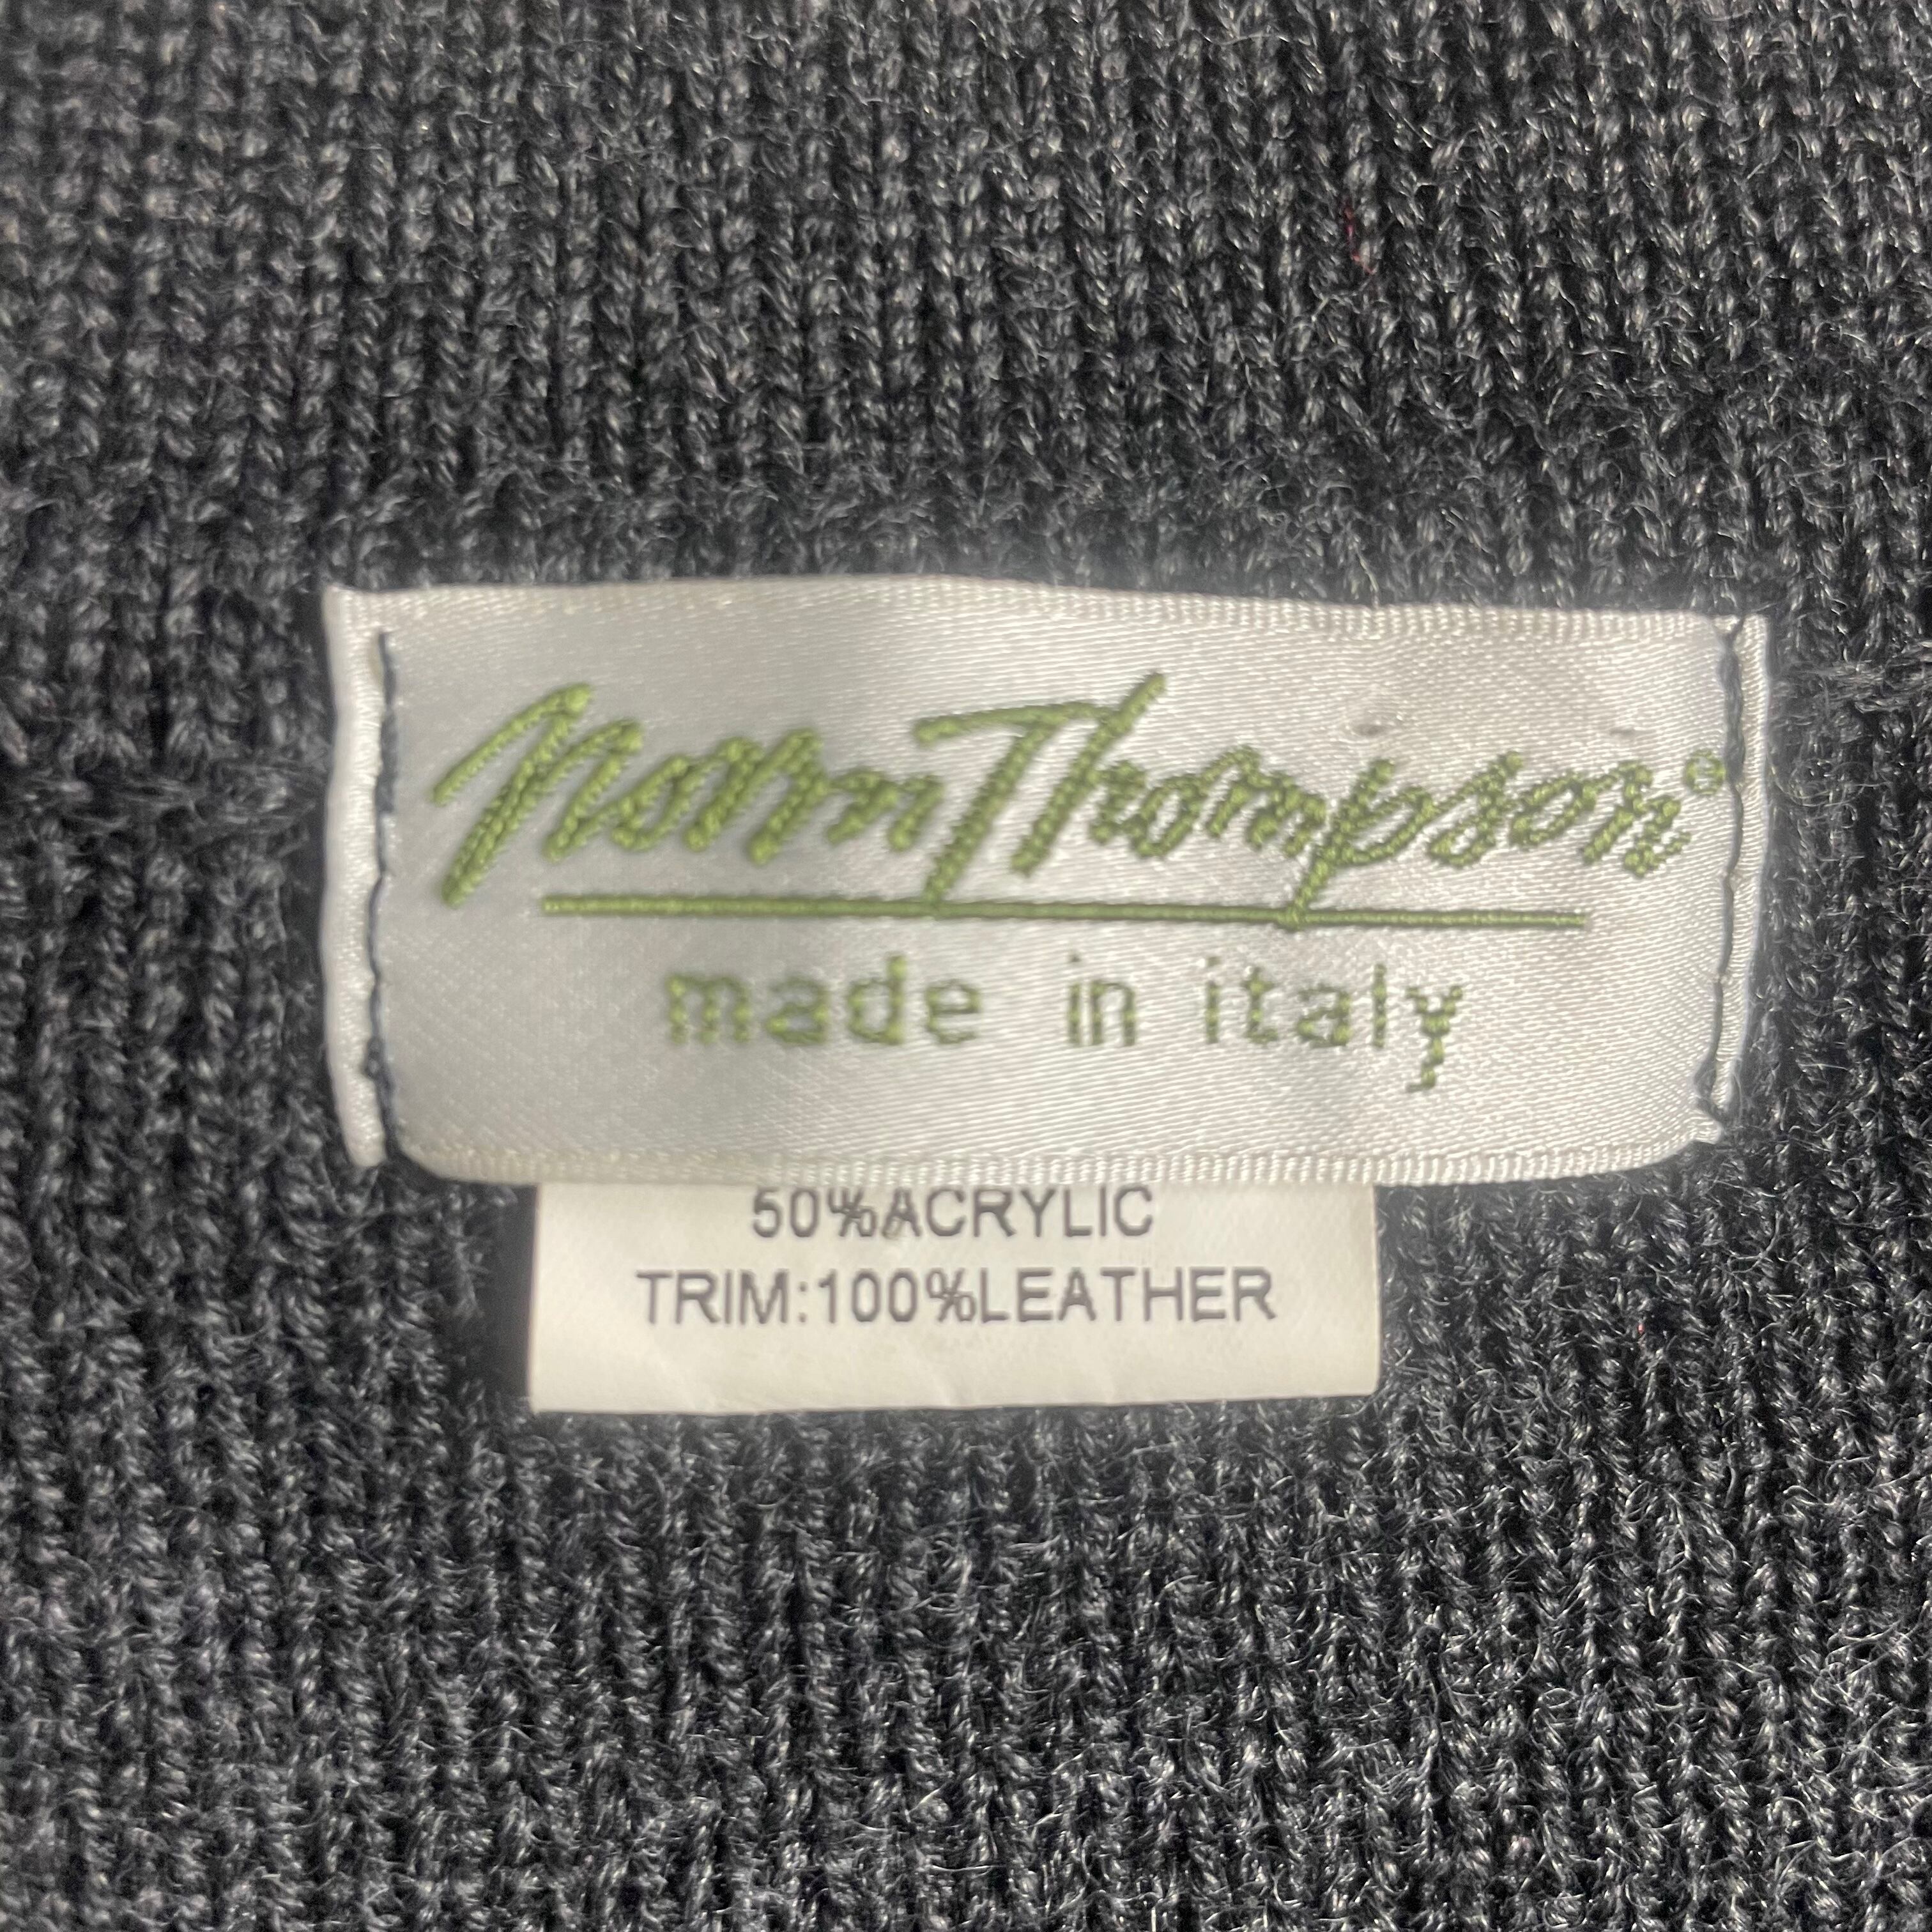 Norm Thompson®
made in italy
50%ACRYLIC
TRIM:100%LEATHER